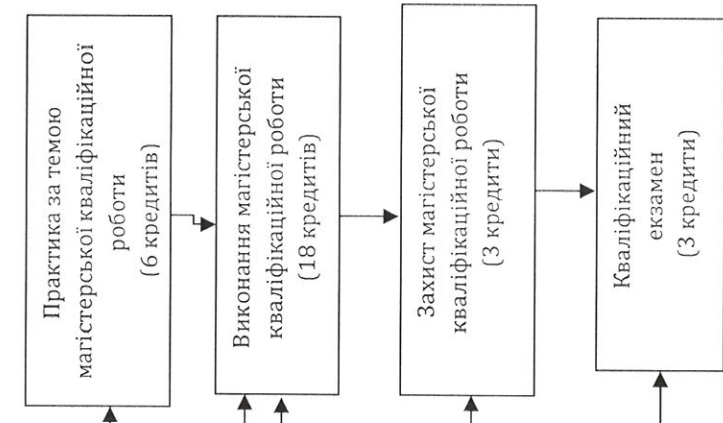 Практика за темою
магістерської кваліфікаційної
роботи
(6 кредитів)
Виконання магістерської
кваліфікаційної роботи
(18 кредитів)
Захист магістерської
кваліфікаційної роботи
(3 кредити)
Кваліфікаційний
екзамен
(3 кредити)